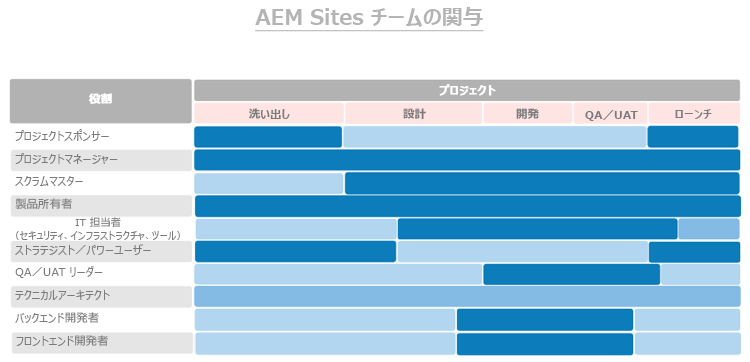 AEM Sites チームの関与
役割
プロジェクト
洗い出し
設計
開発
QA／UAT
ローンチ
プロジェクトスポンサー
プロジェクトマネージャー
スクラムマスター
製品所有者
IT 担当者
（セキュリティ、インフラストラクチャ、ツール）
ストラテジスト／パワーユーザー
QA／UAT リーダー
テクニカルアーキテクト
バックエンド開発者
フロントエンド開発者